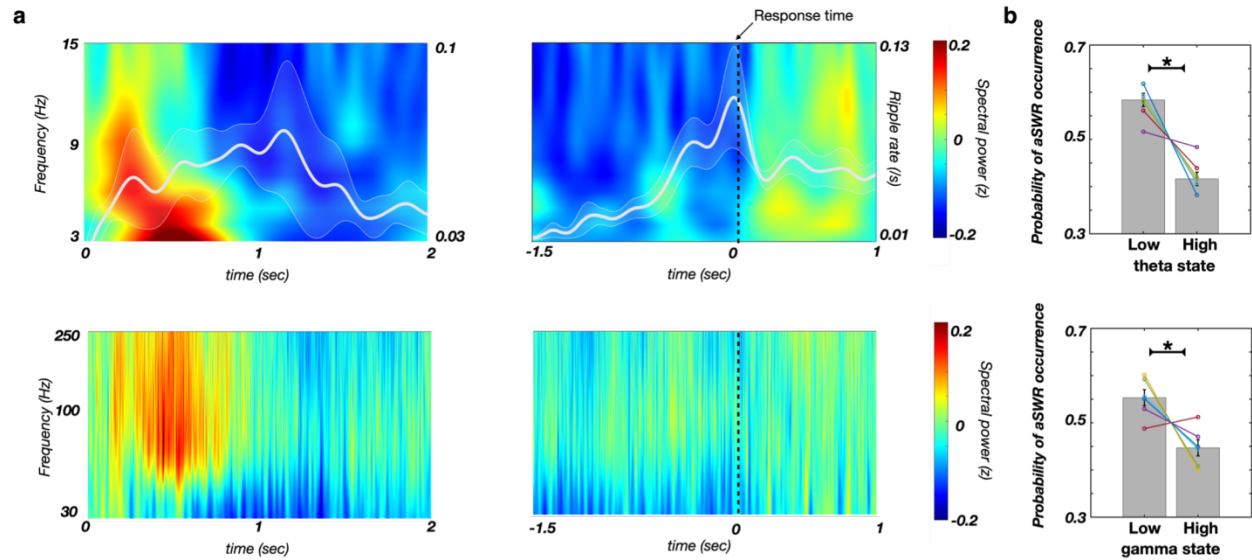 a
Response time
b
15
9
3
Frequency (Hz)
0.1
0.03
0
1
2
time (sec)
0.13
0.01
Ripple rate (/s)
-1.5
0
1
time (sec)
0.2
0
-0.2
Spectral power (z)
Probability of aSWR occurrence
0.7
0.5
0.3
*
Low High
theta state
250
100
30
Frequency (Hz)
0
1
2
time (sec)
-1.5
0
1
time (sec)
0.2
0
-0.2
Spectral power (z)
Probability of aSWR occurrence
0.7
0.5
0.3
*
Low High
gamma state